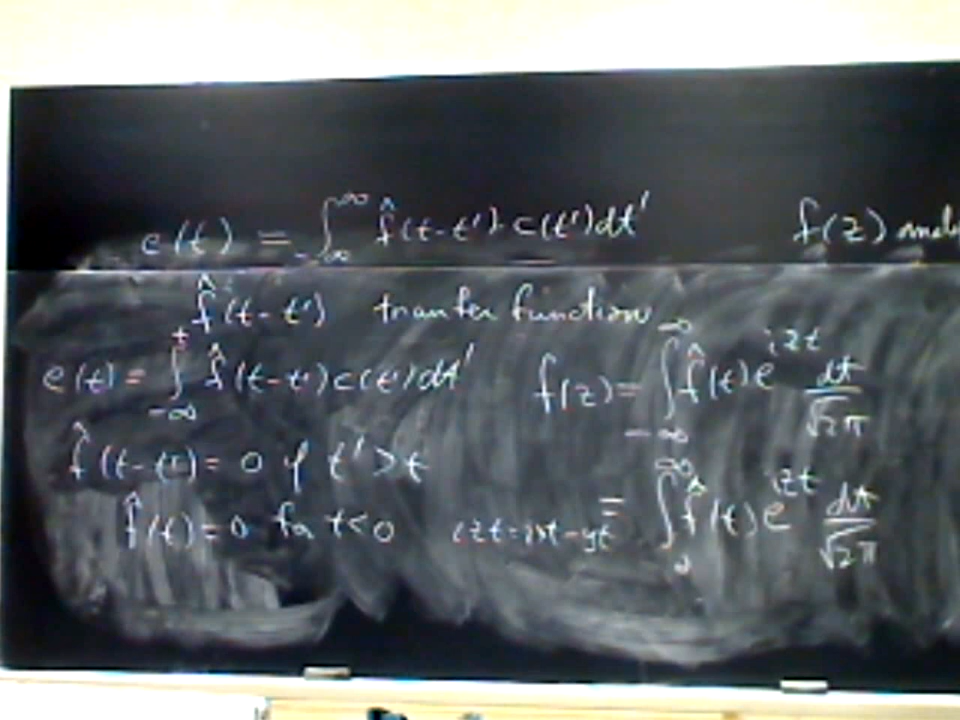 e(t) = ∫_{-∞}^{∞} f̂(t-t') c(t') dt' f(z)
f̂(t-t') transfer function
e(t) = ∫_{-∞}^{t} f̂(t-t') c(t') dt' f(z) = ∫_{-∞}^{∞} f̂(t) e^{izt} dt/√2π
f̂(t-t') = 0 if t' > t
f̂(t) = 0 for t < 0 izt = ixt - yt = ∫_{0}^{∞} f̂(t) e^{izt} dt/√2π